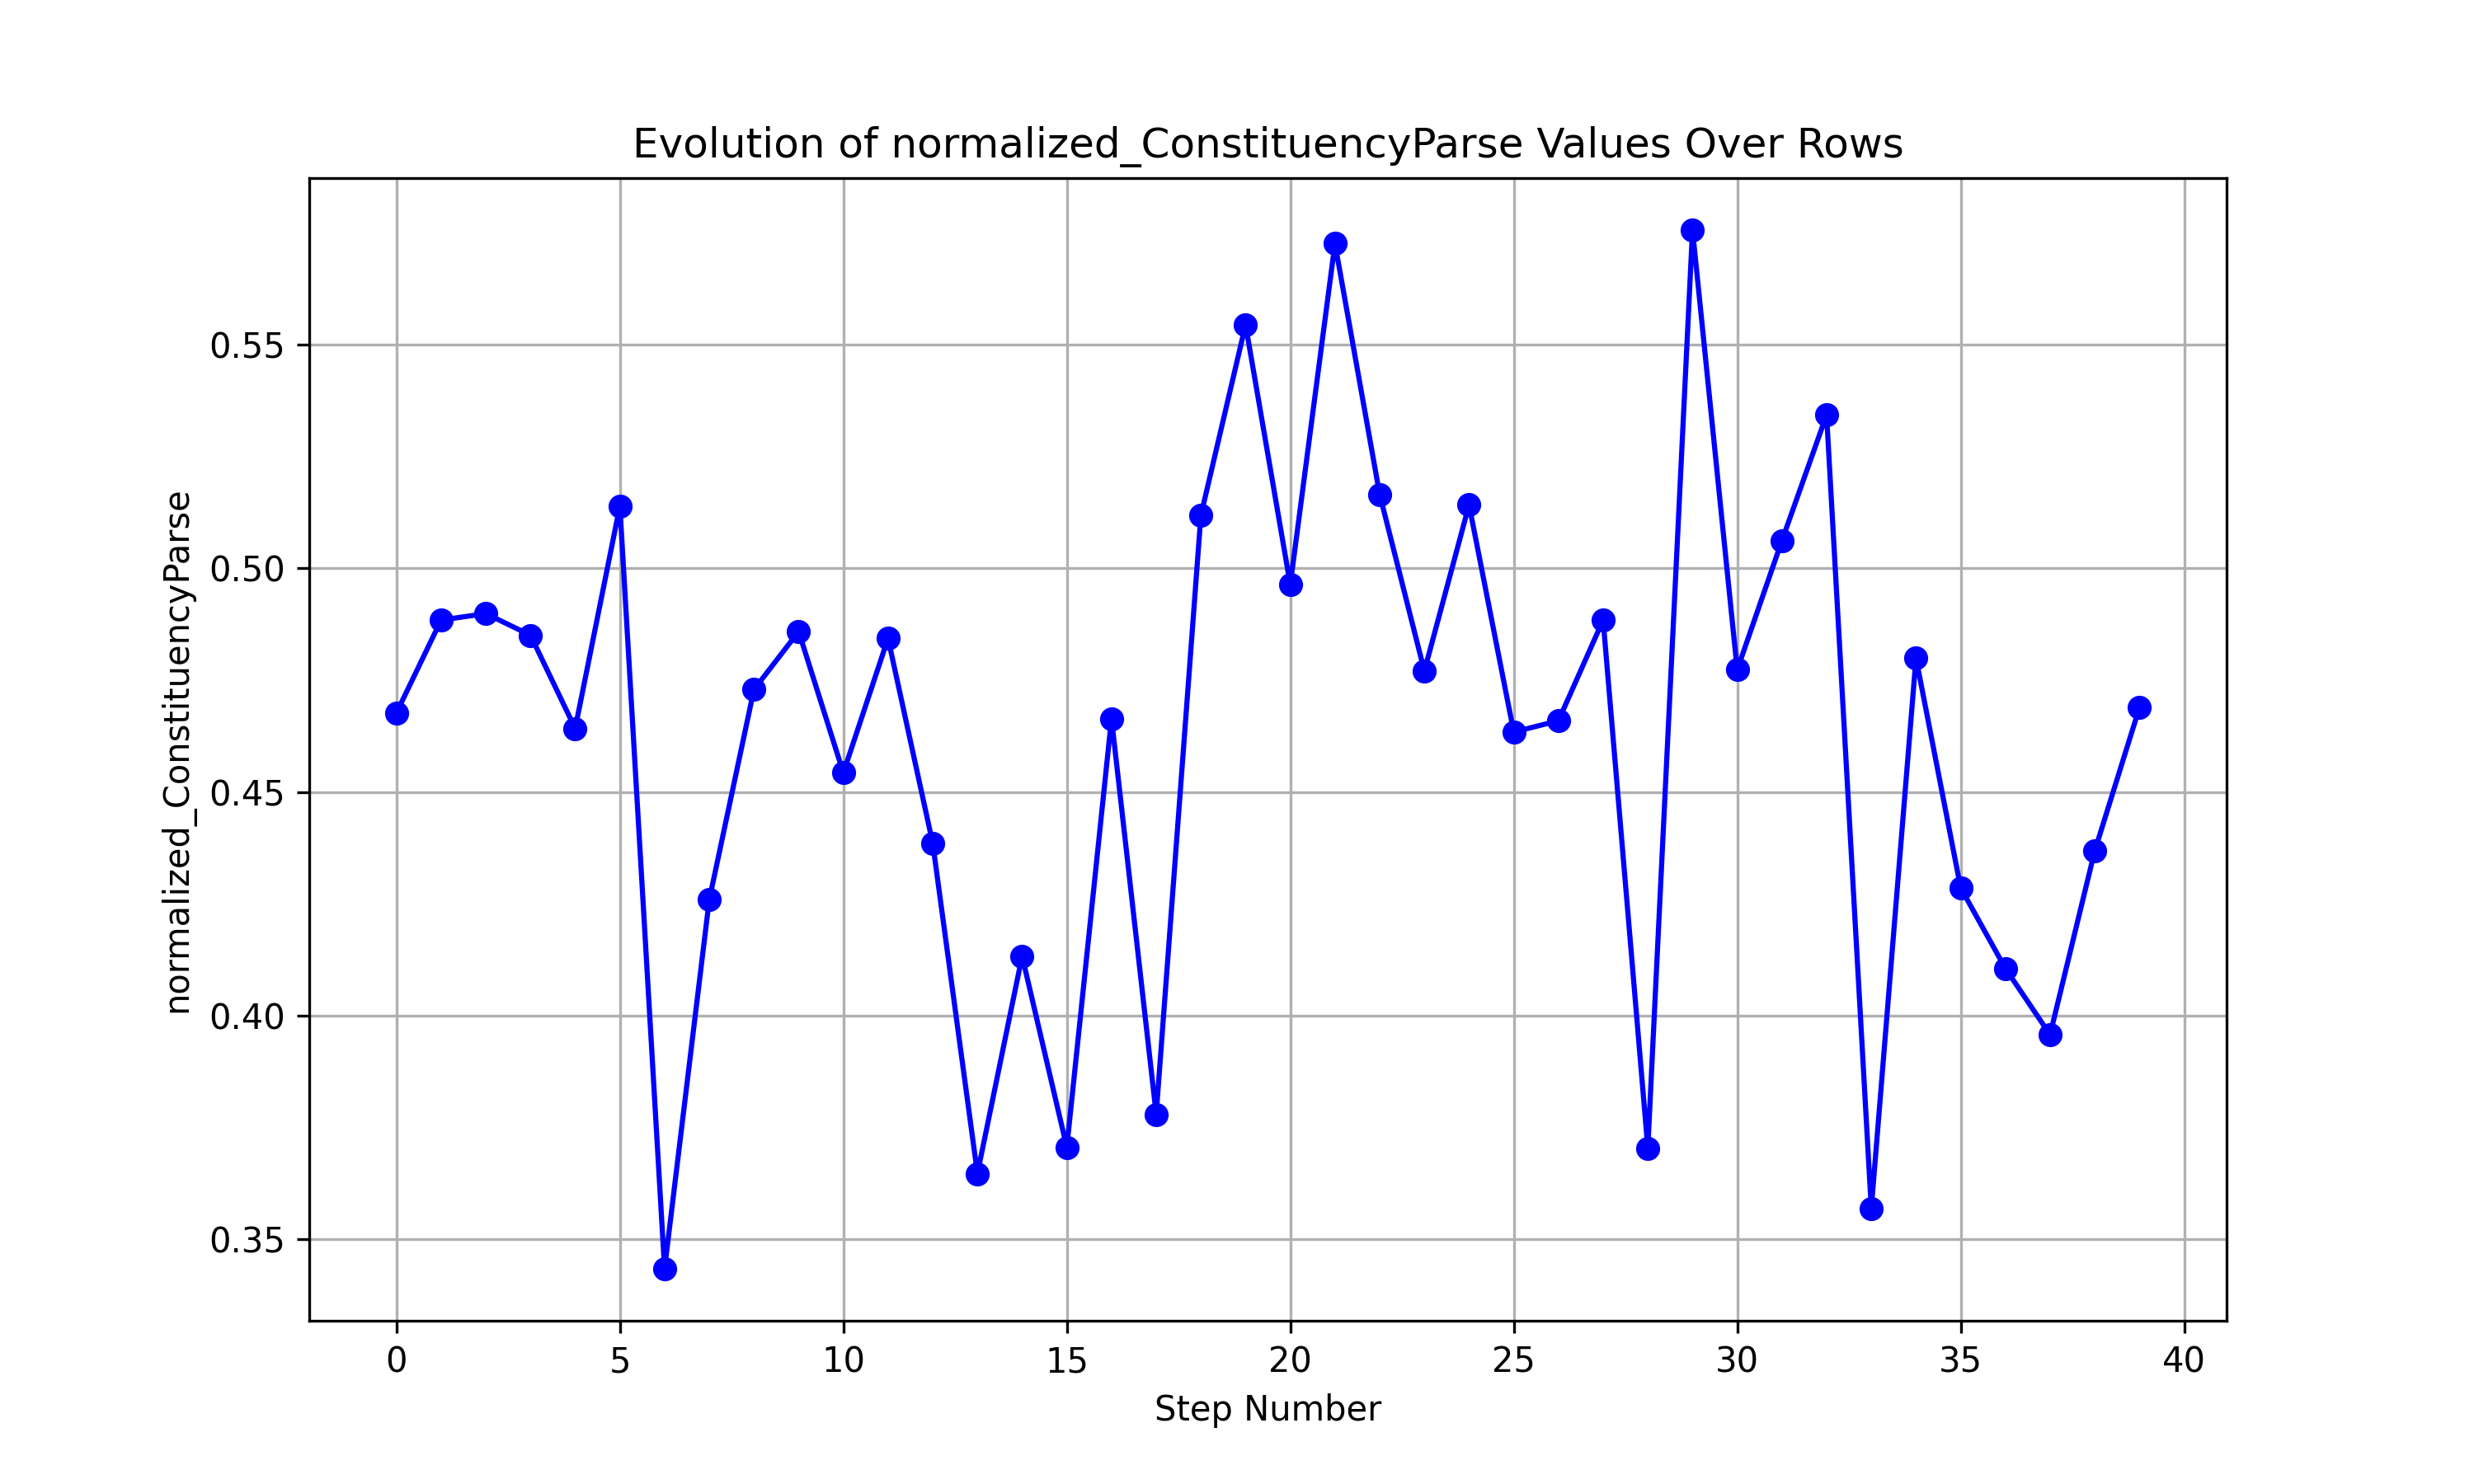 Evolution of normalized_ConstituencyParse Values Over Rows
normalized_ConstituencyParse
0.55
0.50
0.45
0.40
0.35
0 5 10 15 20 25 30 35 40
Step Number